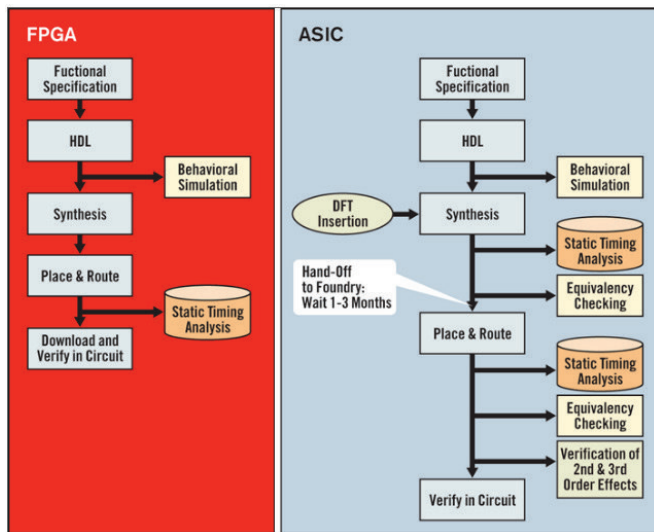 FPGA
Fuctional
Specification
HDL
Behavioral
Simulation
Synthesis
Place & Route
Static Timing
Analysis
Download and
Verify in Circuit
ASIC
Fuctional
Specification
HDL
Behavioral
Simulation
DFT
Insertion
Synthesis
Static Timing
Analysis
Hand-Off
to Foundry:
Wait 1-3 Months
Equivalency
Checking
Place & Route
Static Timing
Analysis
Equivalency
Checking
Verification of
2nd & 3rd
Order Effects
Verify in Circuit